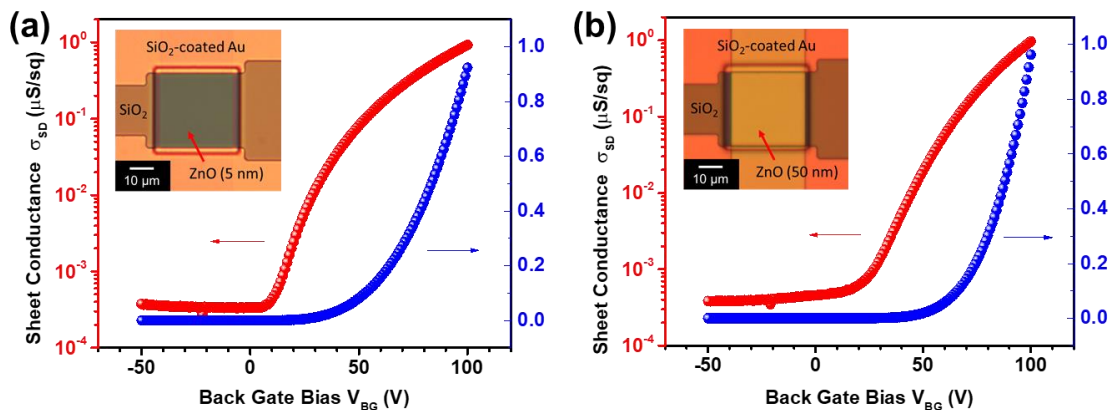 (a)
Sheet Conductance σSD (μS/sq)
10⁰
10⁻¹
10⁻²
10⁻³
10⁻⁴
SiO₂-coated Au
SiO₂
ZnO (5 nm)
10 μm
1.0
0.8
0.6
0.4
0.2
0.0
-50
0
50
100
Back Gate Bias VBG (V)
(b)
Sheet Conductance σSD (μS/sq)
10⁰
10⁻¹
10⁻²
10⁻³
10⁻⁴
SiO₂-coated Au
SiO₂
ZnO (50 nm)
10 μm
1.0
0.8
0.6
0.4
0.2
0.0
-50
0
50
100
Back Gate Bias VBG (V)